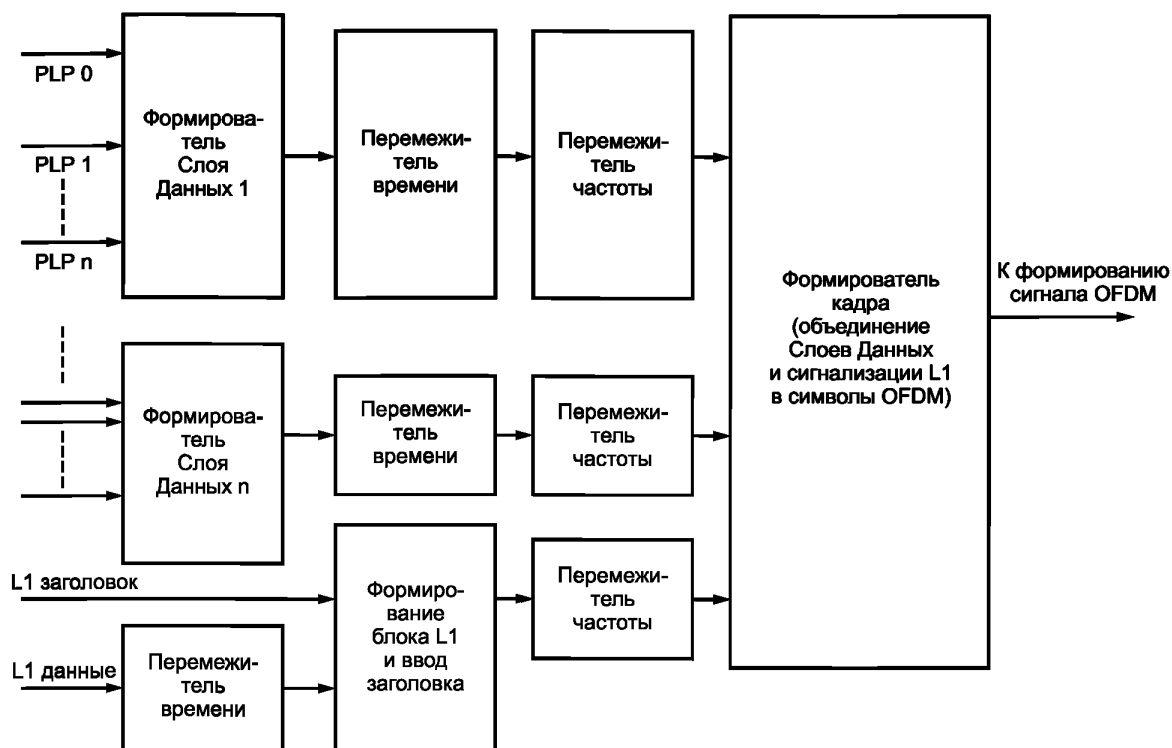 PLP 0
PLP 1
PLP n
Формирова-
тель
Слоя
Данных 1
Перемежи-
тель
времени
Перемежи-
тель
частоты
Формирователь
кадра
(объединение
Слоев Данных
и сигнализации L1
в символы OFDM)
К формированию
сигнала OFDM
Формирова-
тель
Слоя
Данных n
Перемежи-
тель
времени
Перемежи-
тель
частоты
L1 заголовок
L1 данные
Перемежи-
тель
времени
Формиро-
вание
блока L1
и ввод
заголовка
Перемежи-
тель
частоты